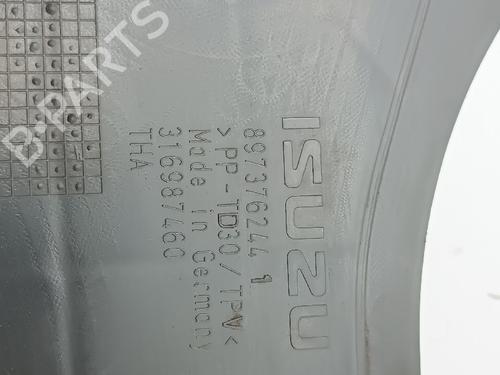 ISUZU
897376244 1
>PP-TD30/TPV<
Made in Germany
316987460
THA
B-PARTS